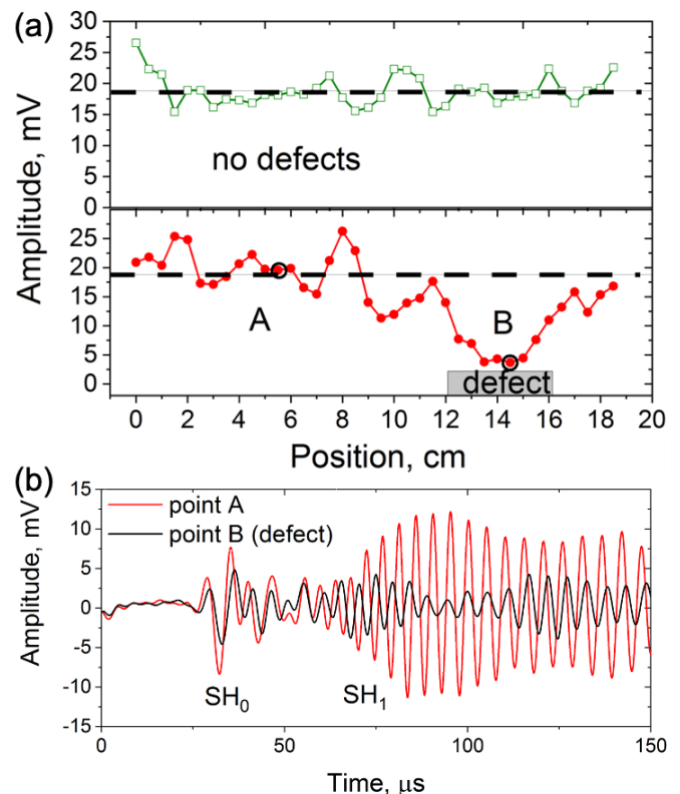 (a)
30
25
20
15
10
5
0
no defects
Amplitude, mV
25
20
15
10
5
0
A
B
defect
0 2 4 6 8 10 12 14 16 18 20
Position, cm
(b)
15
10
5
0
-5
-10
-15
Amplitude, mV
point A
point B (defect)
SH₀
SH₁
0 50 100 150
Time, μs